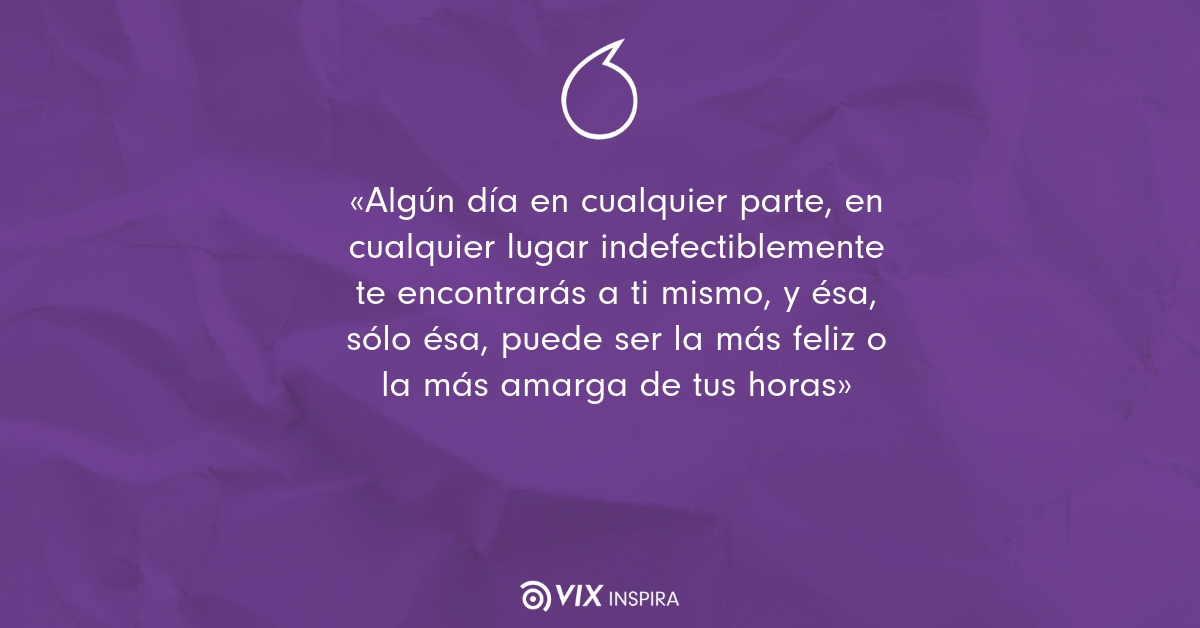 «Algún día en cualquier parte, en
cualquier lugar indefectiblemente
te encontrarás a ti mismo, y ésa,
sólo ésa, puede ser la más feliz o
la más amarga de tus horas»
VIX INSPIRA